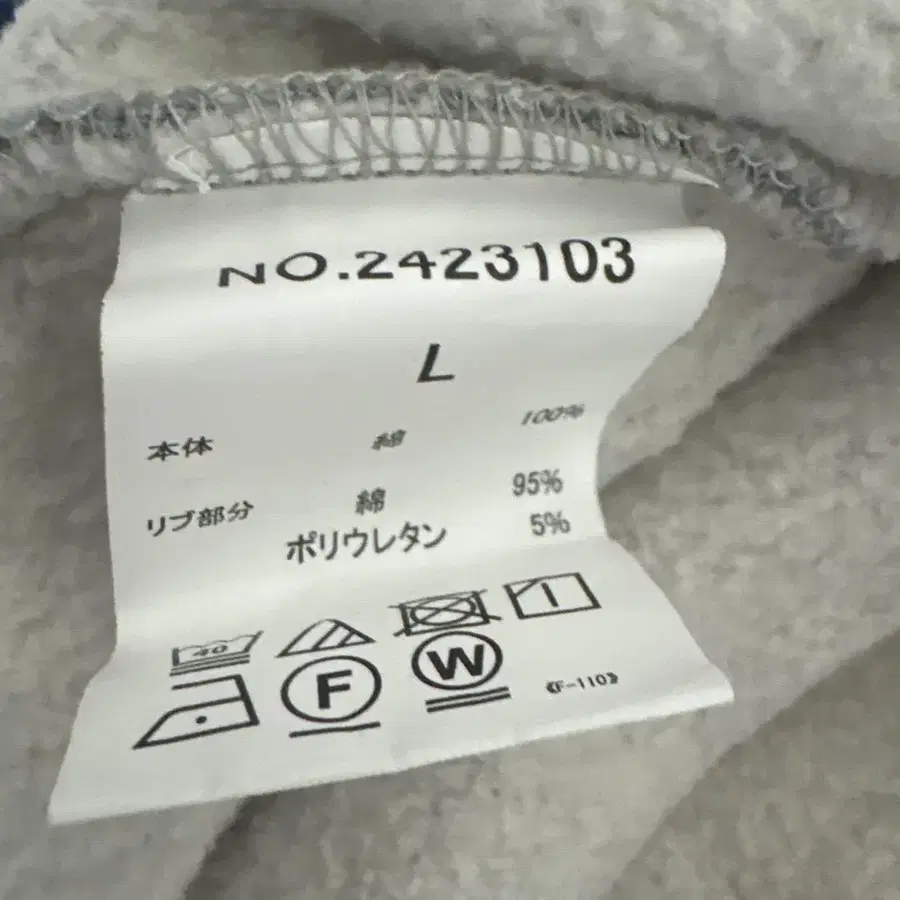 NO.2423103
L
本体 綿 100%
リブ部分 綿 95%
ポリウレタン 5%
40
F W 《F-110》